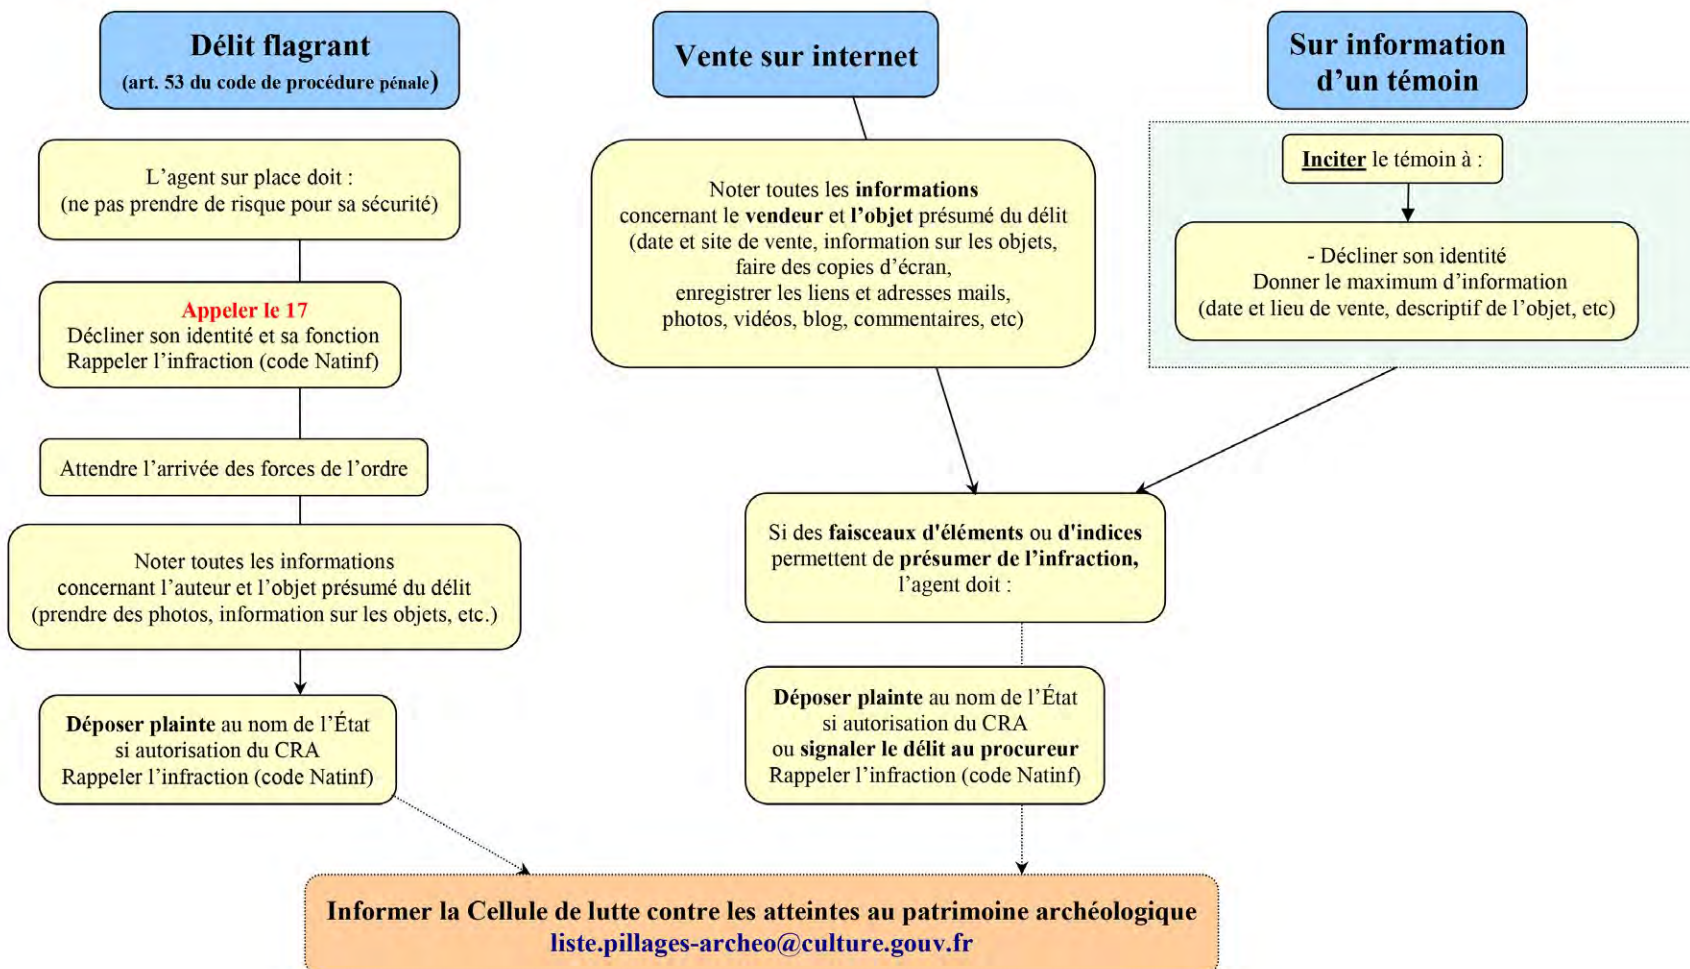 Délit flagrant
(art. 53 du code de procédure pénale)
L'agent sur place doit :
(ne pas prendre de risque pour sa sécurité)
Appeler le 17
Décliner son identité et sa fonction
Rappeler l'infraction (code Natinf)
Attendre l'arrivée des forces de l'ordre
Noter toutes les informations
concernant l'auteur et l'objet présumé du délit
(prendre des photos, information sur les objets, etc.)
Déposer plainte au nom de l'État
si autorisation du CRA
Rappeler l'infraction (code Natinf)
Vente sur internet
Noter toutes les informations
concernant le vendeur et l'objet présumé du délit
(date et site de vente, information sur les objets,
faire des copies d'écran,
enregistrer les liens et adresses mails,
photos, vidéos, blog, commentaires, etc)
Sur information
d'un témoin
Inciter le témoin à :
- Décliner son identité
Donner le maximum d'information
(date et lieu de vente, descriptif de l'objet, etc)
Si des faisceaux d'éléments ou d'indices
permettent de présumer de l'infraction,
l'agent doit :
Déposer plainte au nom de l'État
si autorisation du CRA
ou signaler le délit au procureur
Rappeler l'infraction (code Natinf)
Informer la Cellule de lutte contre les atteintes au patrimoine archéologique
liste.pillages-archeo@culture.gouv.fr